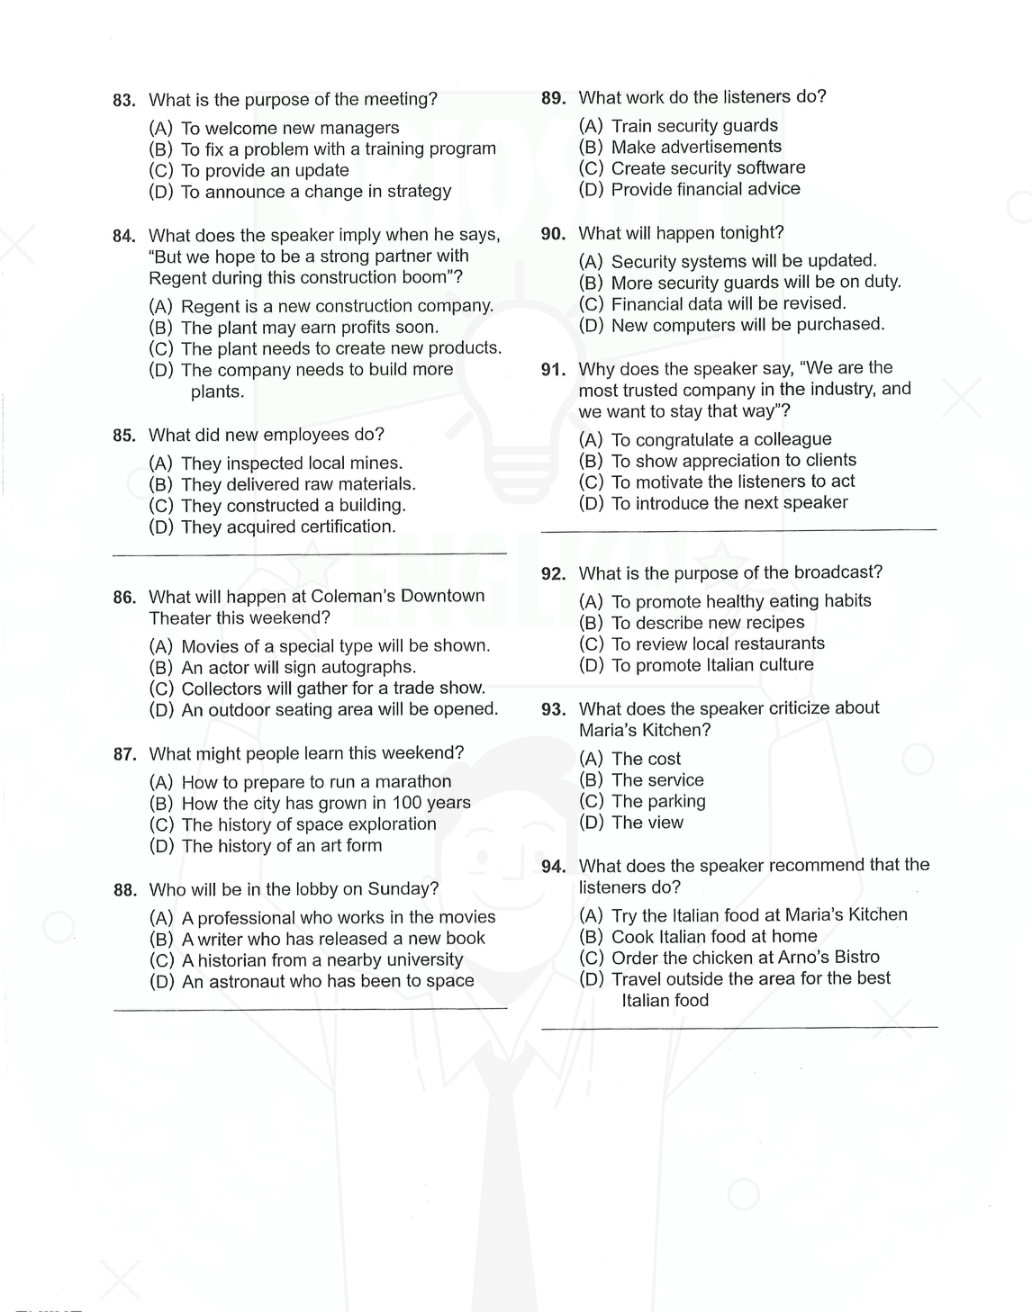 83. What is the purpose of the meeting?
(A) To welcome new managers
(B) To fix a problem with a training program
(C) To provide an update
(D) To announce a change in strategy
84. What does the speaker imply when he says,
“But we hope to be a strong partner with
Regent during this construction boom”?
(A) Regent is a new construction company.
(B) The plant may earn profits soon.
(C) The plant needs to create new products.
(D) The company needs to build more
plants.
85. What did new employees do?
(A) They inspected local mines.
(B) They delivered raw materials.
(C) They constructed a building.
(D) They acquired certification.
86. What will happen at Coleman’s Downtown
Theater this weekend?
(A) Movies of a special type will be shown.
(B) An actor will sign autographs.
(C) Collectors will gather for a trade show.
(D) An outdoor seating area will be opened.
87. What might people learn this weekend?
(A) How to prepare to run a marathon
(B) How the city has grown in 100 years
(C) The history of space exploration
(D) The history of an art form
88. Who will be in the lobby on Sunday?
(A) A professional who works in the movies
(B) A writer who has released a new book
(C) A historian from a nearby university
(D) An astronaut who has been to space
89. What work do the listeners do?
(A) Train security guards
(B) Make advertisements
(C) Create security software
(D) Provide financial advice
90. What will happen tonight?
(A) Security systems will be updated.
(B) More security guards will be on duty.
(C) Financial data will be revised.
(D) New computers will be purchased.
91. Why does the speaker say, “We are the
most trusted company in the industry, and
we want to stay that way”?
(A) To congratulate a colleague
(B) To show appreciation to clients
(C) To motivate the listeners to act
(D) To introduce the next speaker
92. What is the purpose of the broadcast?
(A) To promote healthy eating habits
(B) To describe new recipes
(C) To review local restaurants
(D) To promote Italian culture
93. What does the speaker criticize about
Maria’s Kitchen?
(A) The cost
(B) The service
(C) The parking
(D) The view
94. What does the speaker recommend that the
listeners do?
(A) Try the Italian food at Maria’s Kitchen
(B) Cook Italian food at home
(C) Order the chicken at Arno’s Bistro
(D) Travel outside the area for the best
Italian food
ENGLISH